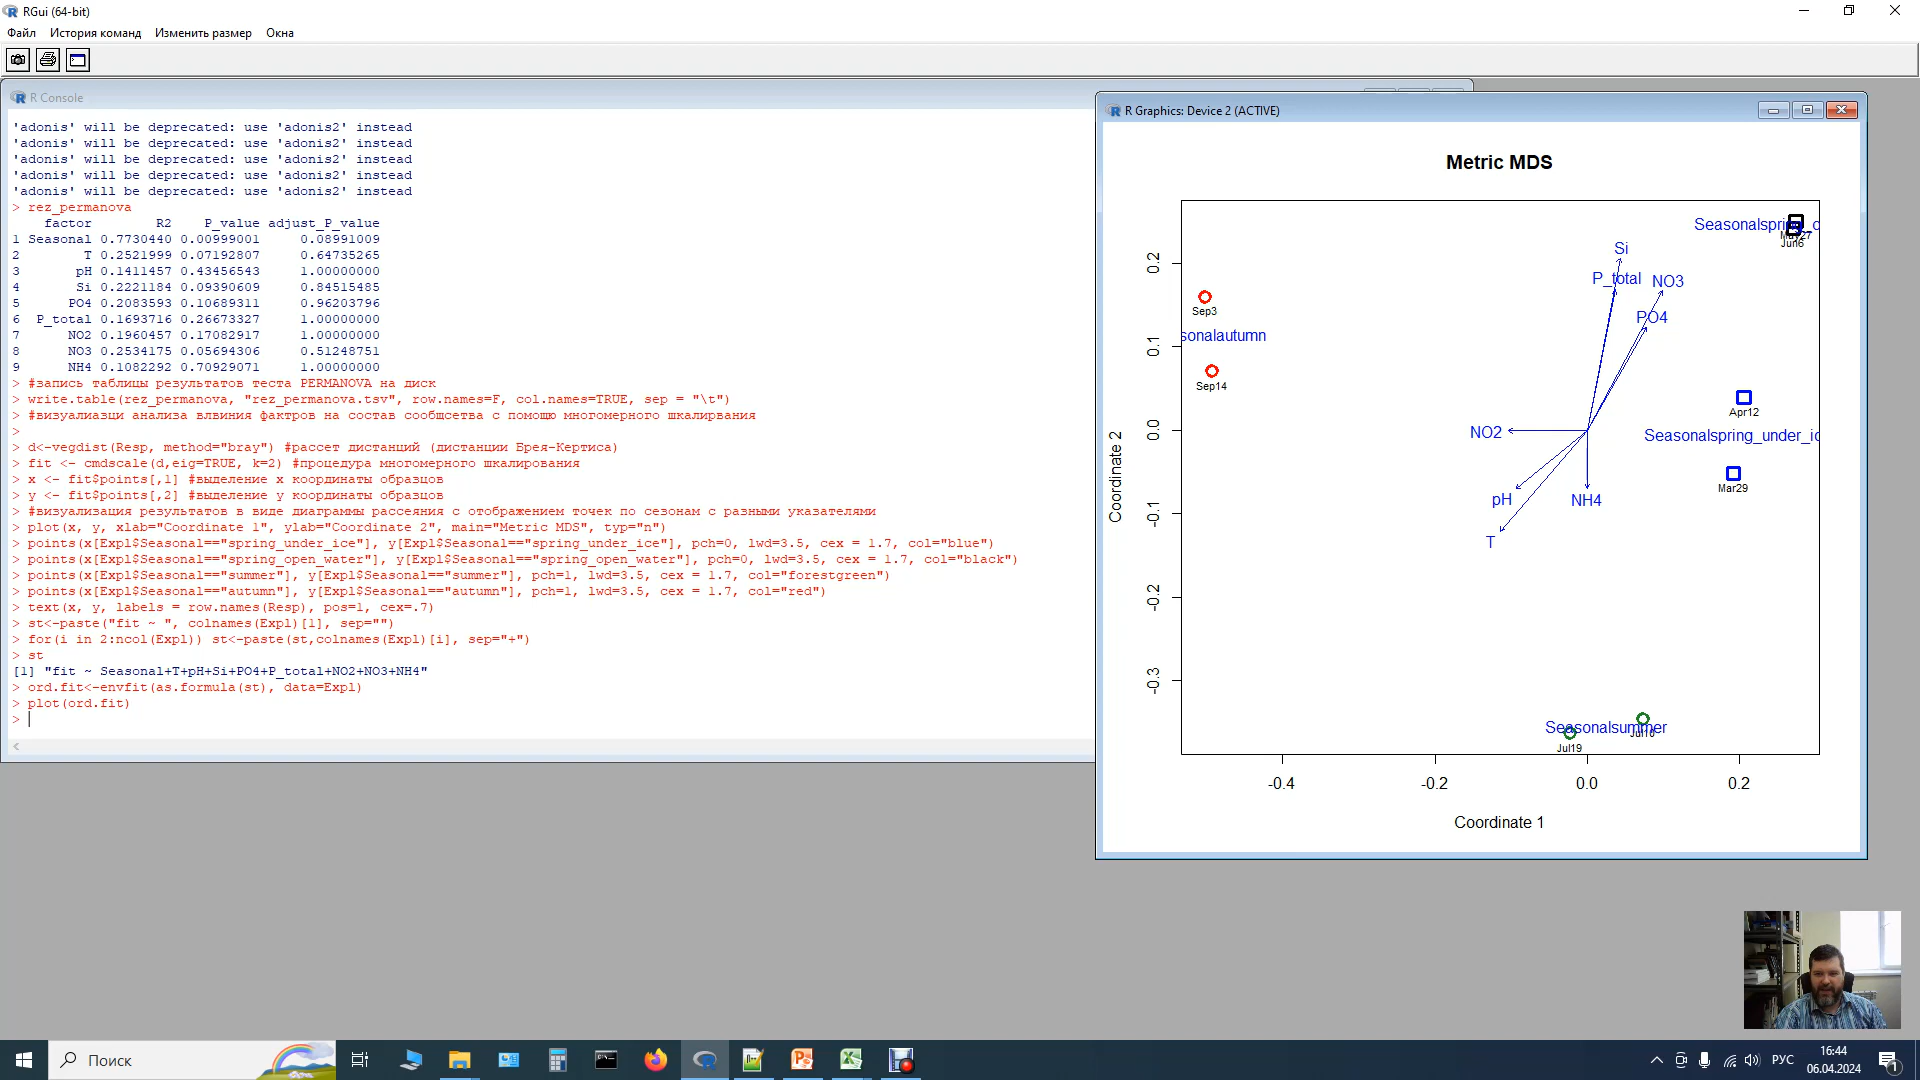 RGui (64-bit)
Файл История команд Изменить размер Окна
R Console
'adonis' will be deprecated: use 'adonis2' instead
'adonis' will be deprecated: use 'adonis2' instead
'adonis' will be deprecated: use 'adonis2' instead
'adonis' will be deprecated: use 'adonis2' instead
'adonis' will be deprecated: use 'adonis2' instead
> rez_permanova
factor R2 P_value adjust_P_value
1 Seasonal 0.7730440 0.00999001 0.08991009
2 T 0.2521999 0.07192807 0.64735265
3 pH 0.1411457 0.43456543 1.00000000
4 Si 0.2221184 0.09390609 0.84515485
5 PO4 0.2083593 0.10689311 0.96203796
6 P_total 0.1693716 0.26673327 1.00000000
7 NO2 0.1960457 0.17082917 1.00000000
8 NO3 0.2534175 0.05694306 0.51248751
9 NH4 0.1082292 0.70929071 1.00000000
> #запись таблицы результатов теста PERMANOVA на диск
> write.table(rez_permanova, "rez_permanova.tsv", row.names=F, col.names=TRUE, sep = "\t")
> #визуалиазци анализа влвиния фактров на состав сообщсетва с помощю многомерного шкалирвания
>
> d<-vegdist(Resp, method="bray") #рассет дистанций (дистанции Брея-Кертиса)
> fit <- cmdscale(d,eig=TRUE, k=2) #процедура многомерного шкалирования
> x <- fit$points[,1] #выделение x координаты образцов
> y <- fit$points[,2] #выделение y координаты образцов
> #визуализация результатов в виде диаграммы рассеяния с отображением точек по сезонам с разными указателями
> plot(x, y, xlab="Coordinate 1", ylab="Coordinate 2", main="Metric MDS", typ="n")
> points(x[Expl$Seasonal=="spring_under_ice"], y[Expl$Seasonal=="spring_under_ice"], pch=0, lwd=3.5, cex = 1.7, col="blue")
> points(x[Expl$Seasonal=="spring_open_water"], y[Expl$Seasonal=="spring_open_water"], pch=0, lwd=3.5, cex = 1.7, col="black")
> points(x[Expl$Seasonal=="summer"], y[Expl$Seasonal=="summer"], pch=1, lwd=3.5, cex = 1.7, col="forestgreen")
> points(x[Expl$Seasonal=="autumn"], y[Expl$Seasonal=="autumn"], pch=1, lwd=3.5, cex = 1.7, col="red")
> text(x, y, labels = row.names(Resp), pos=1, cex=.7)
> st<-paste("fit ~ ", colnames(Expl)[1], sep="")
> for(i in 2:ncol(Expl)) st<-paste(st,colnames(Expl)[i], sep="+")
> st
[1] "fit ~ Seasonal+T+pH+Si+PO4+P_total+NO2+NO3+NH4"
> ord.fit<-envfit(as.formula(st), data=Expl)
> plot(ord.fit)
>
R Graphics: Device 2 (ACTIVE)
Metric MDS
Seasonalspring_o
Jun6
Si
P_total
NO3
PO4
Sep3
sonalautumn
Sep14
Apr12
NO2
Seasonalspring_under_ic
Mar29
pH
NH4
T
Seasonalsummer
Jul19
0.2
0.1
0.0
-0.1
-0.2
-0.3
Coordinate 2
-0.4 -0.2 0.0 0.2
Coordinate 1
Поиск
РУС
16:44
06.04.2024
1